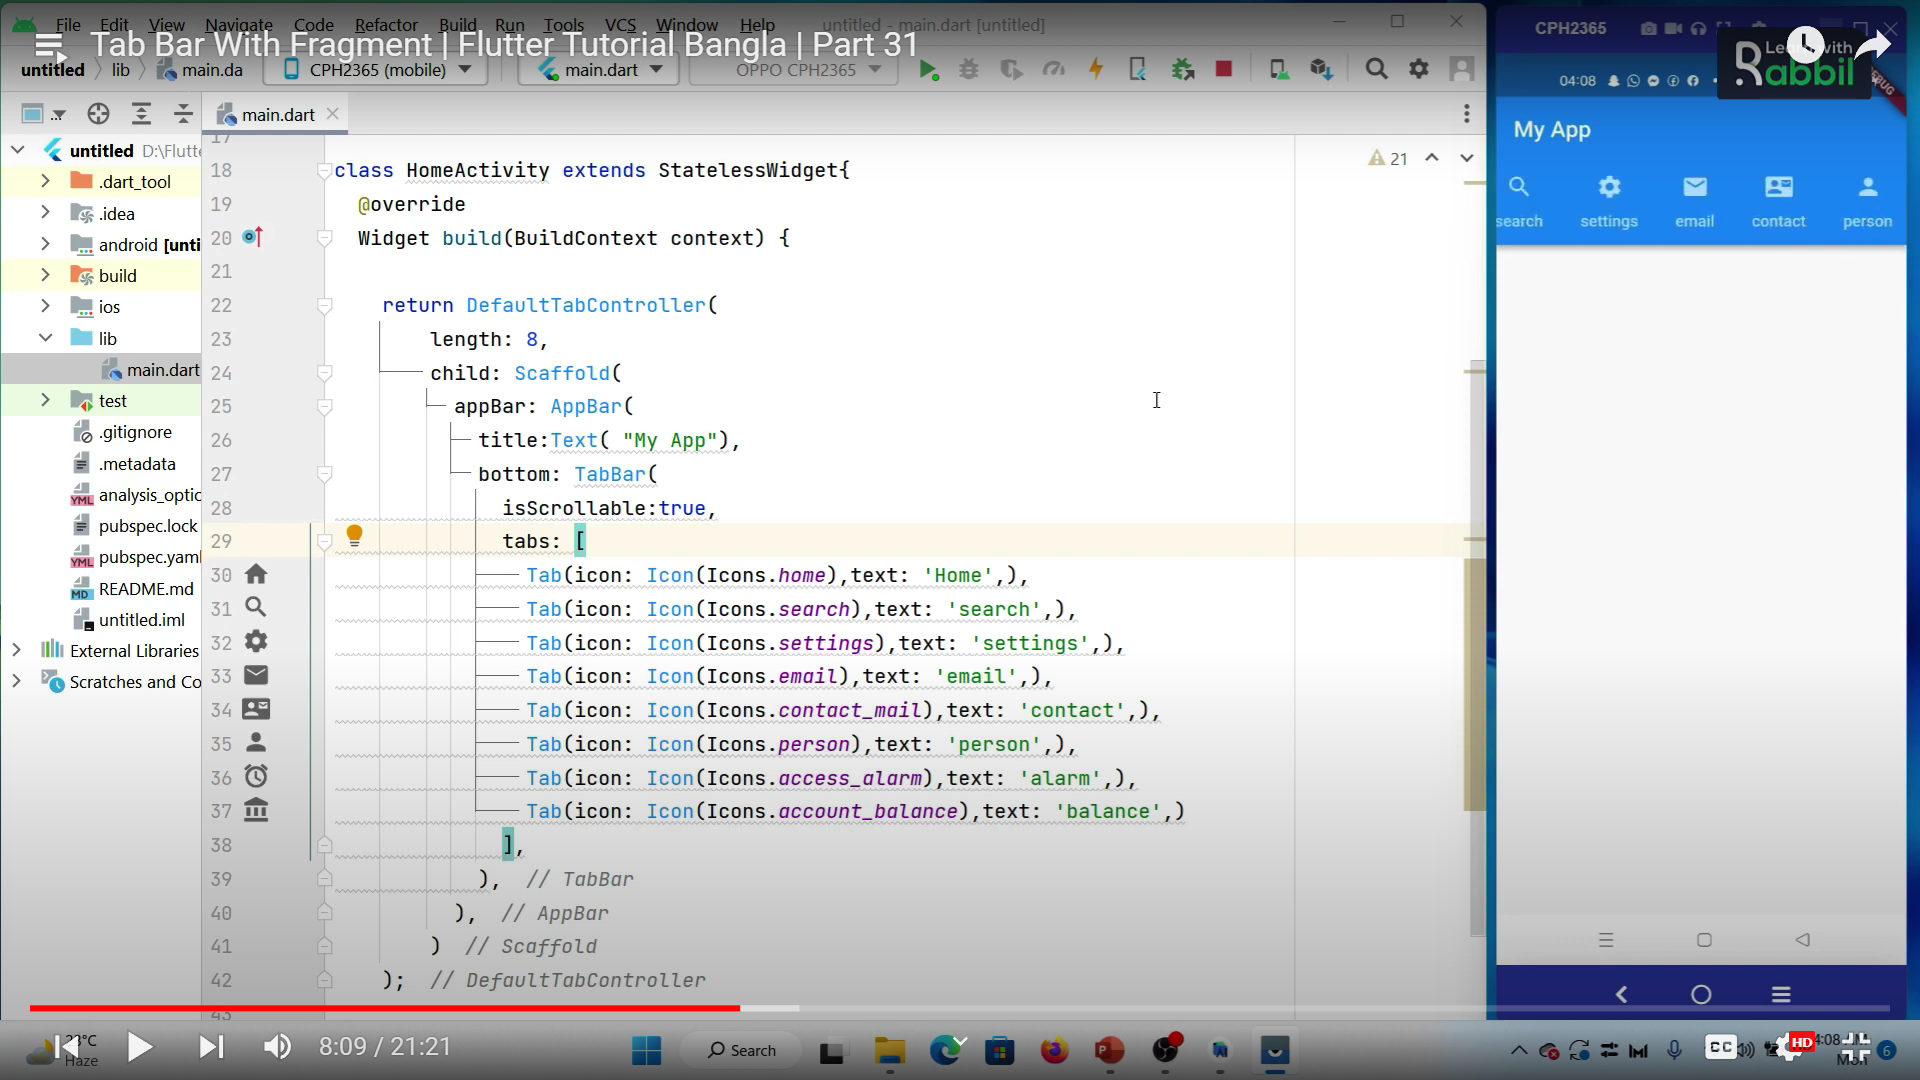 File Edit View Navigate Code Refactor Build Run Tools VCS Window Help untitled - main.dart [untitled]
Tab Bar With Fragment | Flutter Tutorial Bangla | Part 31
untitled lib main.da CPH2365 (mobile) main.dart OPPO CPH2365
main.dart
untitled D:\Flutte
.dart_tool
.idea
android [unti
build
ios
lib
main.dart
test
.gitignore
.metadata
analysis_optio
pubspec.lock
pubspec.yaml
README.md
untitled.iml
External Libraries
Scratches and Co
21
17
18 class HomeActivity extends StatelessWidget{
19 @override
20 Widget build(BuildContext context) {
21
22 return DefaultTabController(
23 length: 8,
24 child: Scaffold(
25 appBar: AppBar(
26 title:Text( "My App"),
27 bottom: TabBar(
28 isScrollable:true,
29 tabs: [
30 Tab(icon: Icon(Icons.home),text: 'Home',),
31 Tab(icon: Icon(Icons.search),text: 'search',),
32 Tab(icon: Icon(Icons.settings),text: 'settings',),
33 Tab(icon: Icon(Icons.email),text: 'email',),
34 Tab(icon: Icon(Icons.contact_mail),text: 'contact',),
35 Tab(icon: Icon(Icons.person),text: 'person',),
36 Tab(icon: Icon(Icons.access_alarm),text: 'alarm',),
37 Tab(icon: Icon(Icons.account_balance),text: 'balance',)
38 ],
39 ), // TabBar
40 ), // AppBar
41 ) // Scaffold
42 ); // DefaultTabController
43
CPH2365
Learn with
Rabbil
04:08
My App
search settings email contact person
8:09 / 21:21
Haze
Search
CC
HD
6